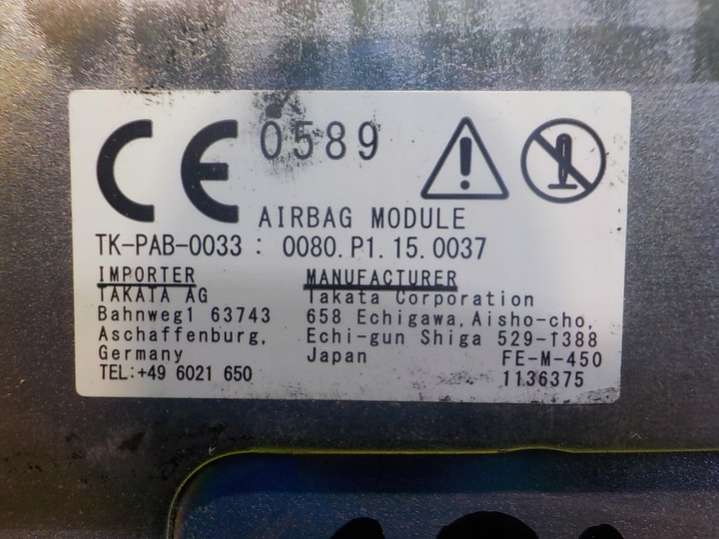 CE 0589
AIRBAG MODULE
TK-PAB-0033 : 0080.P1.15.0037
IMPORTER
TAKATA AG
Bahnweg1 63743
Aschaffenburg,
Germany
TEL:+49 6021 650
MANUFACTURER
Takata Corporation
658 Echigawa, Aisho-cho,
Echi-gun Shiga 529-1388
Japan
FE-M-450
1136375